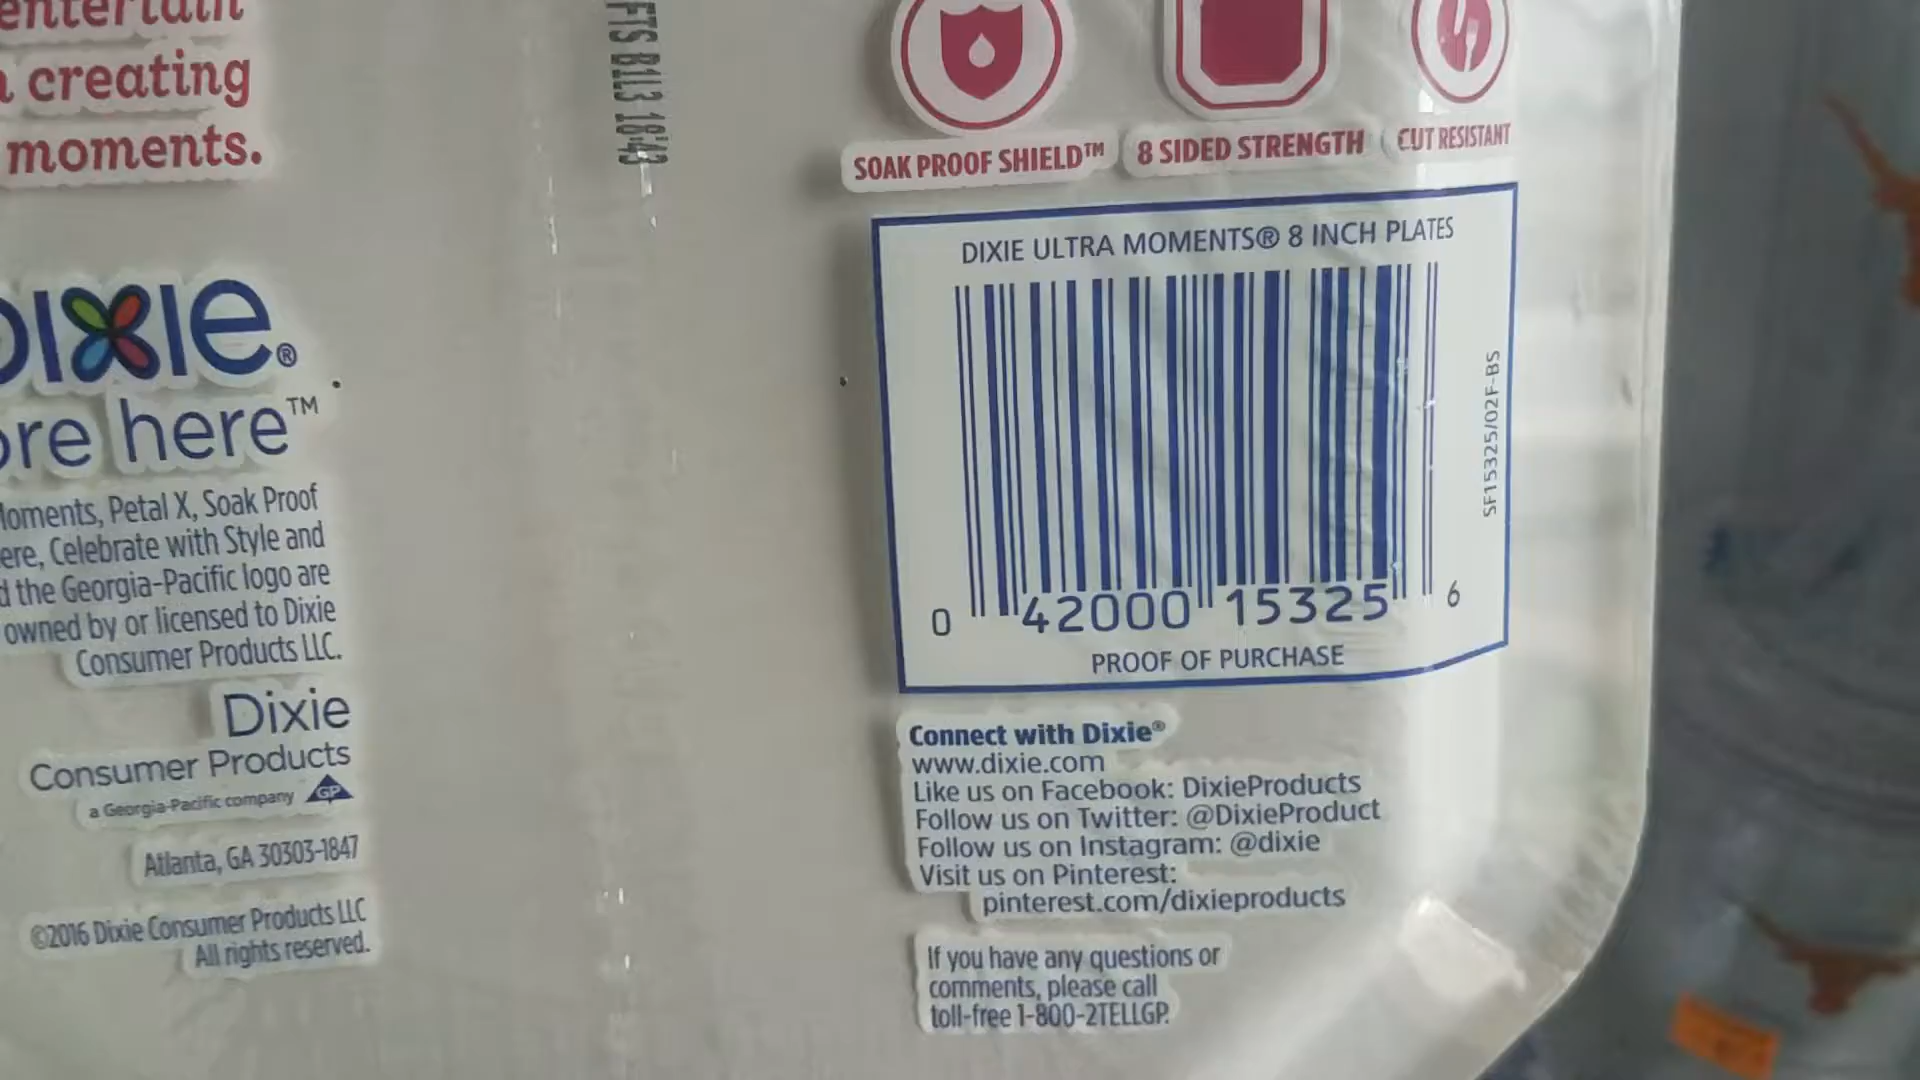 entertain
creating
moments.
FTS B1L3 18:43
SOAK PROOF SHIELD™
8 SIDED STRENGTH
CUT RESISTANT
DIXIE ULTRA MOMENTS® 8 INCH PLATES
0 42000 15325 6
PROOF OF PURCHASE
SF15325/02F-BS
DIXIE®
here™
Moments, Petal X, Soak Proof
Celebrate with Style and
the Georgia-Pacific logo are
owned by or licensed to Dixie
Consumer Products LLC.
Dixie
Consumer Products
a Georgia-Pacific company GP
Atlanta, GA 30303-1847
©2016 Dixie Consumer Products LLC
All rights reserved.
Connect with Dixie®
www.dixie.com
Like us on Facebook: DixieProducts
Follow us on Twitter: @DixieProduct
Follow us on Instagram: @dixie
Visit us on Pinterest:
pinterest.com/dixieproducts
If you have any questions or
comments, please call
toll-free 1-800-2TELLGP.